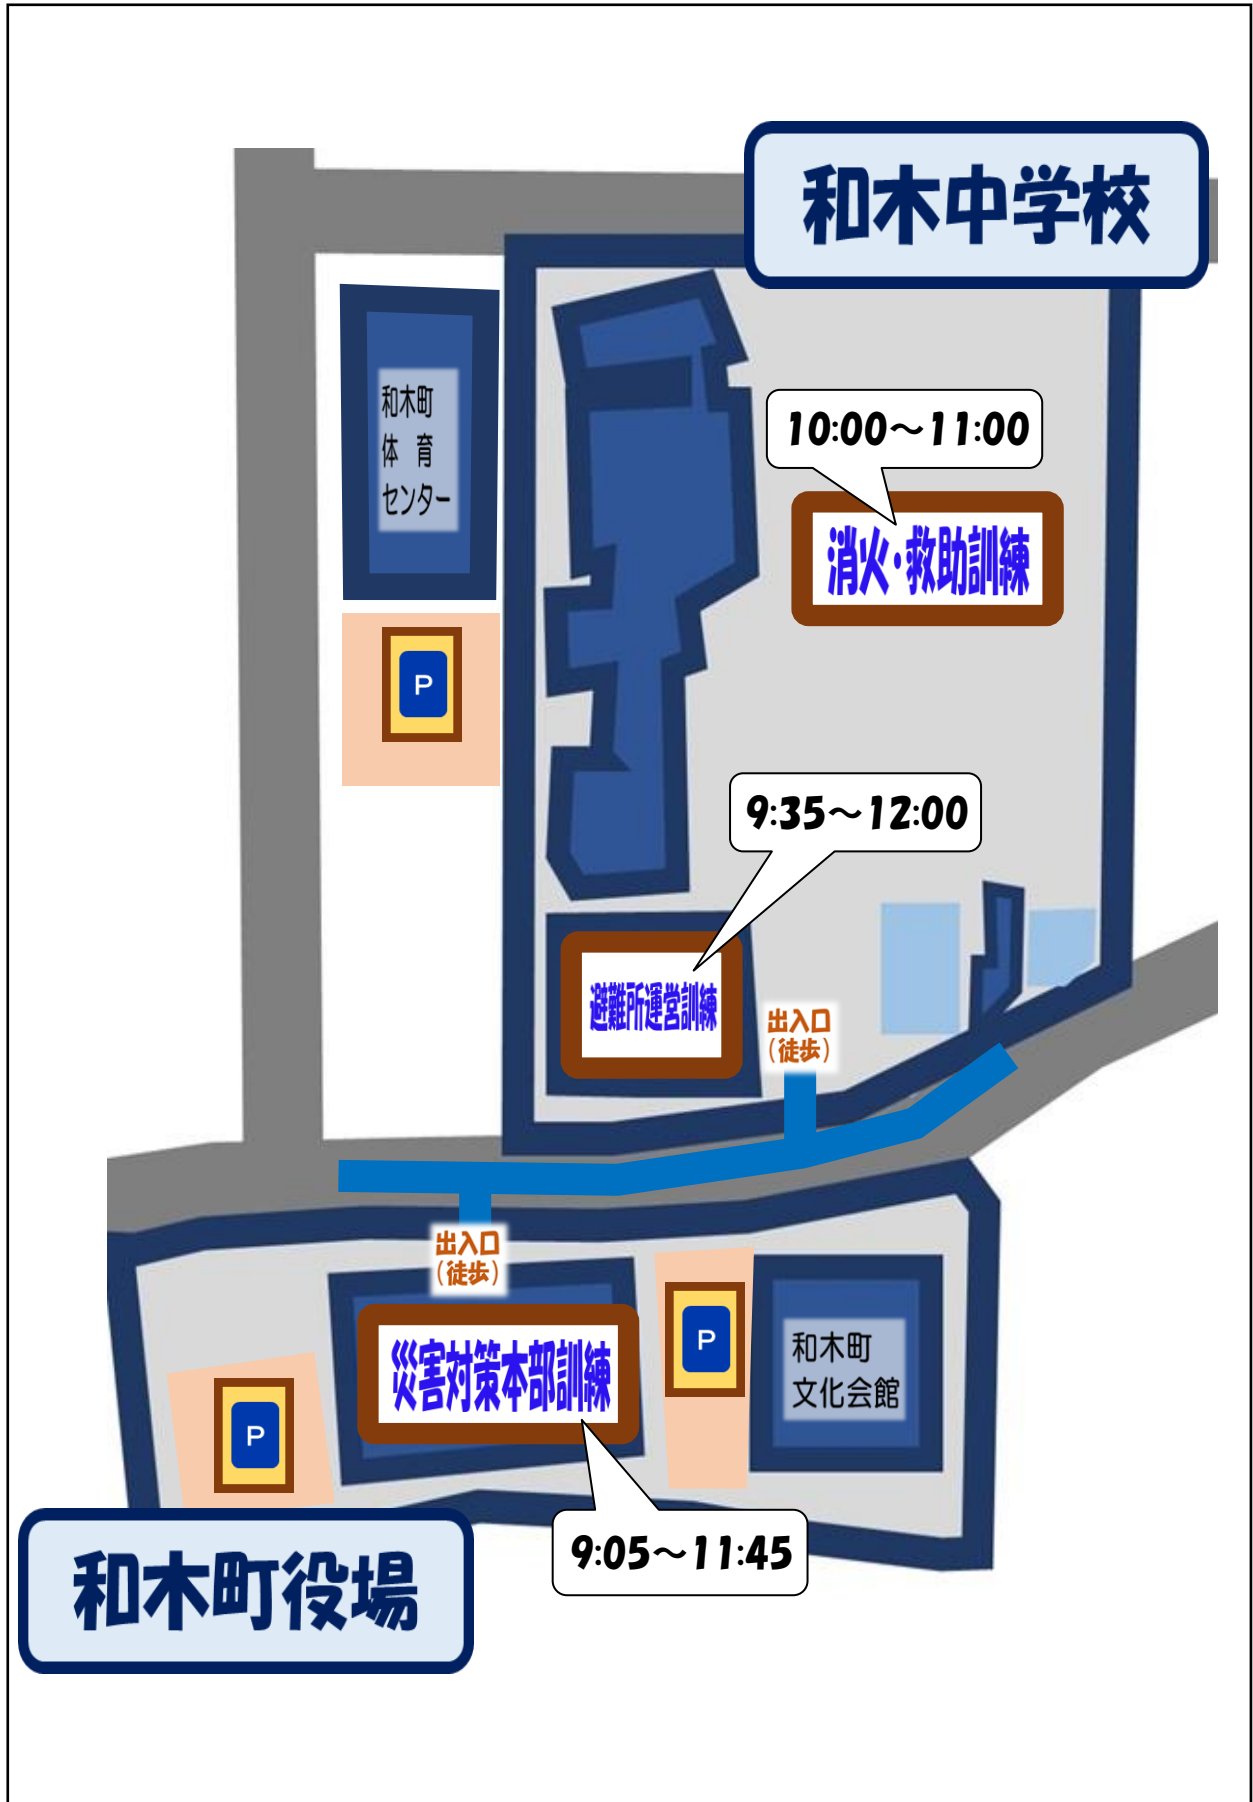 和木中学校
和木町
体　育
センター
10:00～11:00
消火・救助訓練
P
9:35～12:00
避難所運営訓練
出入口
（徒歩）
出入口
（徒歩）
災害対策本部訓練
P
和木町
文化会館
P
9:05～11:45
和木町役場